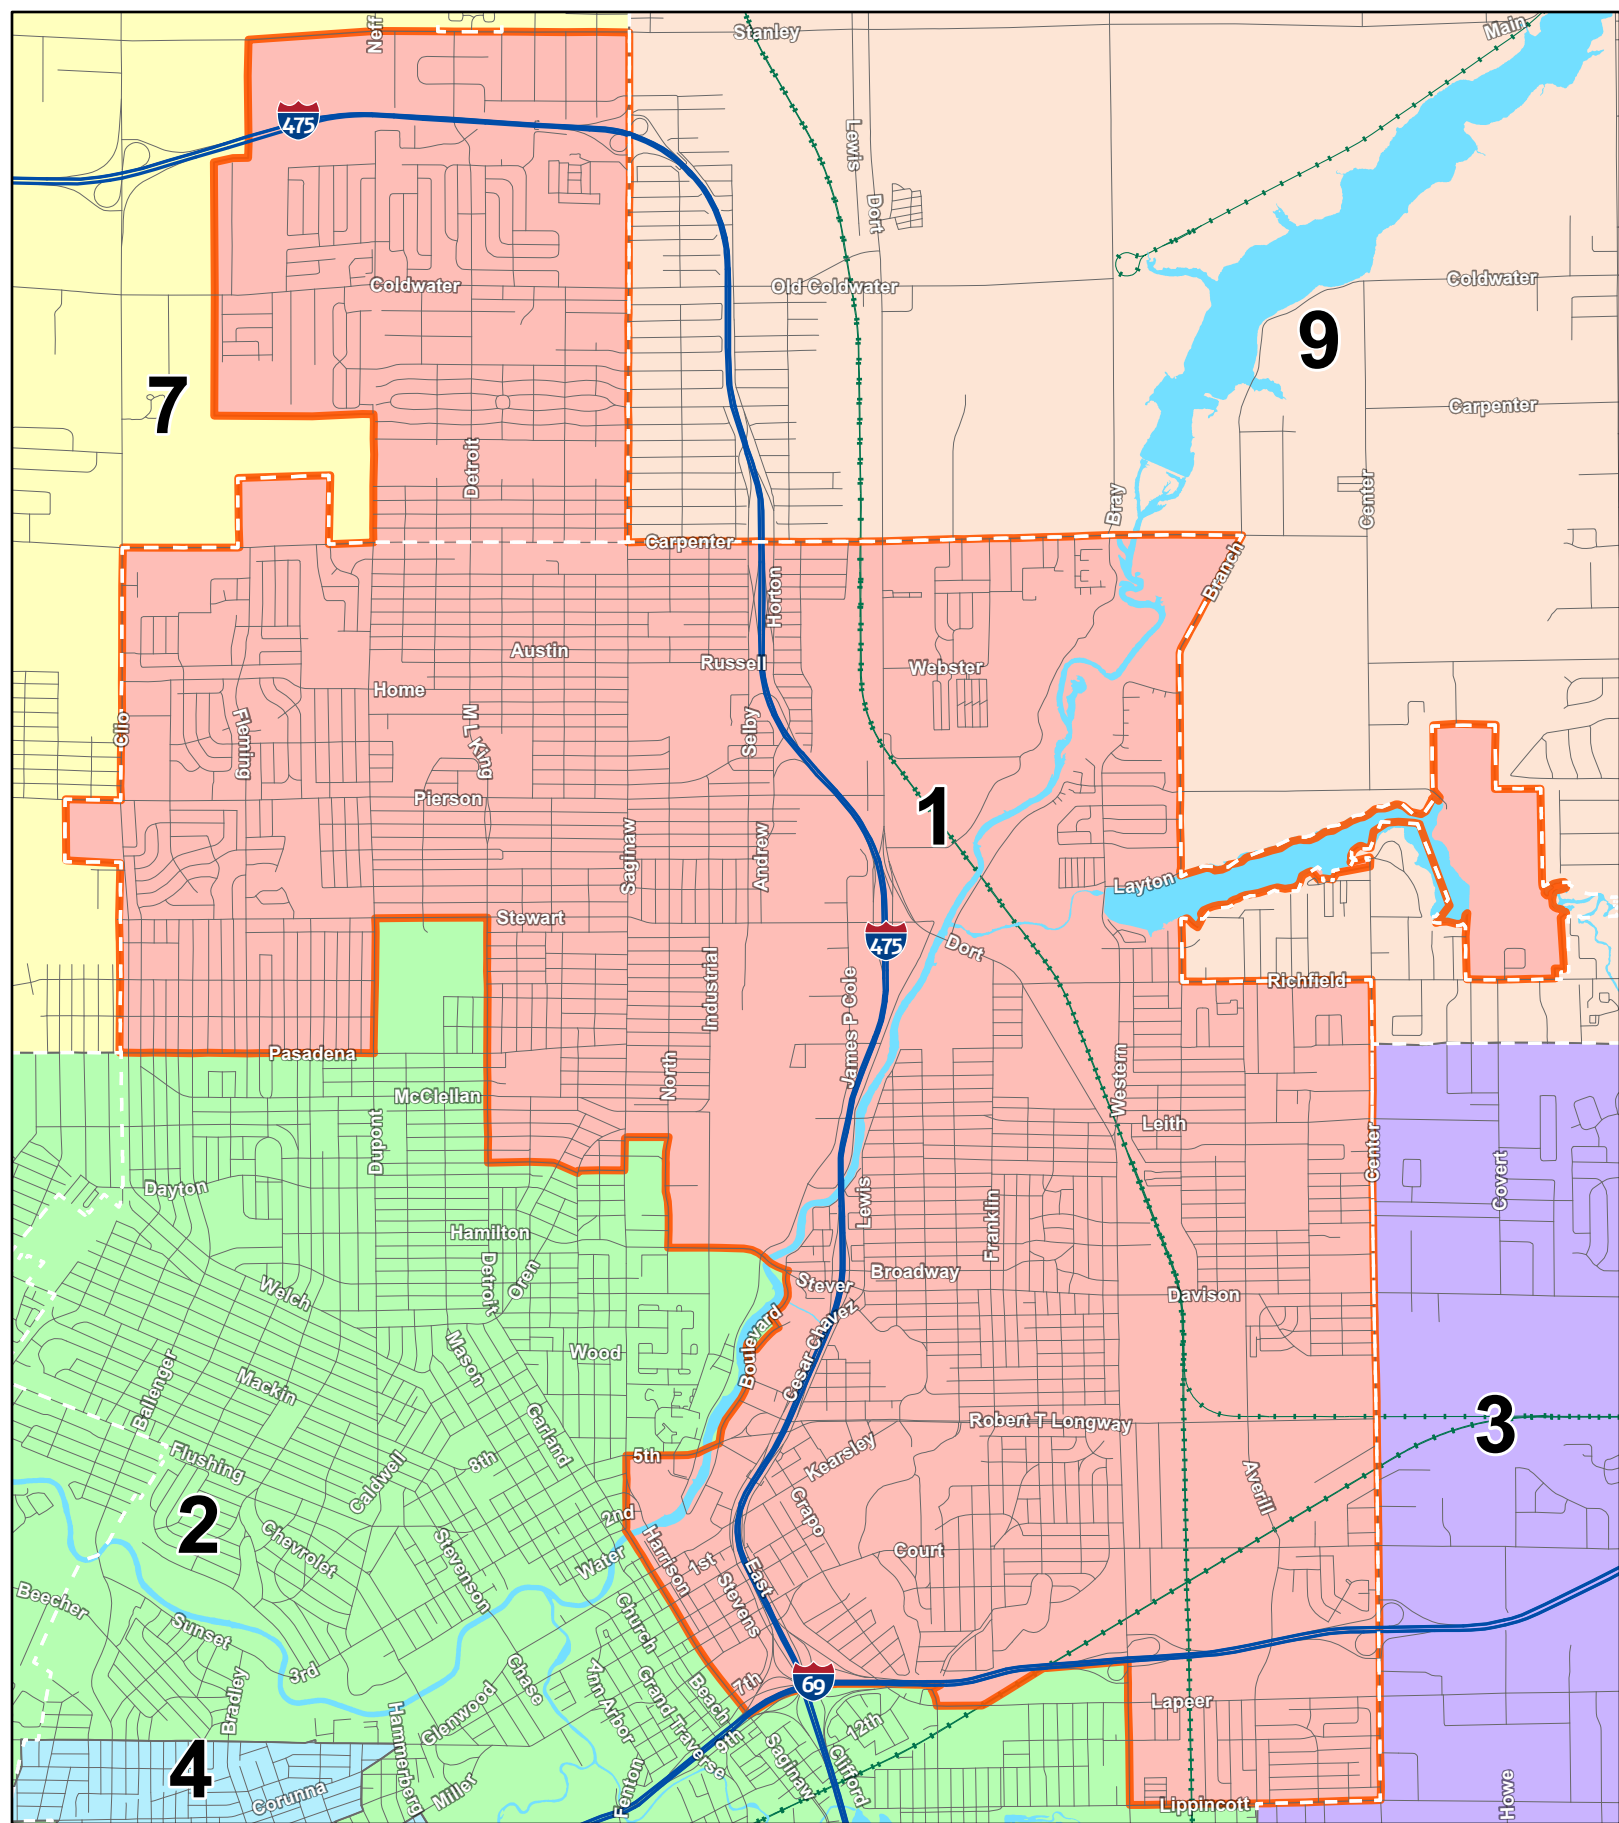 Neff
Stanley
Main
475
Lewis
Dort
Coldwater
Old Coldwater
Coldwater
9
7
Carpenter
Detroit
Bray
Center
Carpenter
Branch
Horton
Austin
Russell
Webster
Home
Clio
Fleming
M L King
Selby
Pierson
1
Saginaw
Andrew
Layton
Stewart
475
Dort
Industrial
James P Cole
Richfield
Pasadena
North
Western
McClellan
Dupont
Leith
Center
Covert
Dayton
Lewis
Franklin
Hamilton
Detroit
Oren
Stever
Broadway
Davison
Welch
Boulevard
Cesar Chavez
Mason
Wood
Ballenger
Mackin
Garland
Robert T Longway
3
Flushing
Caldwell
8th
5th
Kearsley
Averill
Crapo
2
2nd
Chevrolet
Stevenson
Water
Harrison
1st
Court
East
Stevens
Beecher
Sunset
Church
3rd
Bradley
Chase
Ann Arbor
Grand Traverse
Beach
7th
69
Lapeer
Glenwood
Hammerberg
12th
9th
Saginaw
Clifford
4
Corunna
Miller
Fenton
Lippincott
Howe